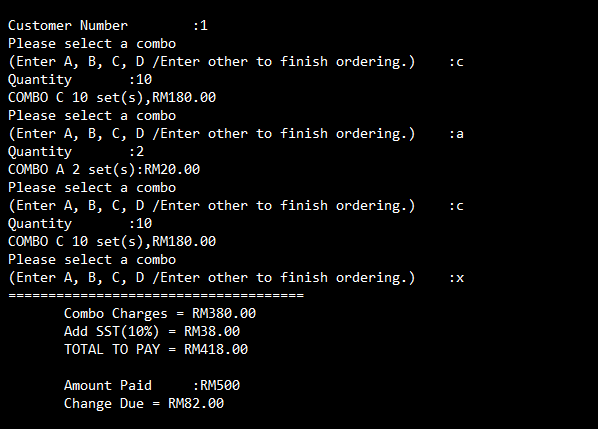 Customer Number        :1
Please select a combo
(Enter A, B, C, D /Enter other to finish ordering.)    :c
Quantity       :10
COMBO C 10 set(s),RM180.00
Please select a combo
(Enter A, B, C, D /Enter other to finish ordering.)    :a
Quantity       :2
COMBO A 2 set(s):RM20.00
Please select a combo
(Enter A, B, C, D /Enter other to finish ordering.)    :c
Quantity       :10
COMBO C 10 set(s),RM180.00
Please select a combo
(Enter A, B, C, D /Enter other to finish ordering.)    :x
=====================================
Combo Charges = RM380.00
Add SST(10%) = RM38.00
TOTAL TO PAY = RM418.00
Amount Paid     :RM500
Change Due = RM82.00